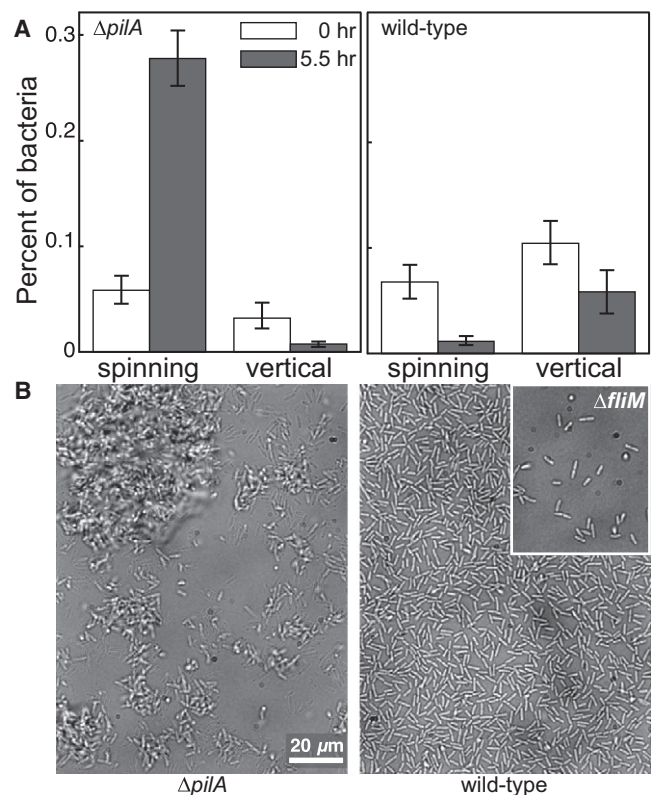 A
ΔpilA
0 hr
5.5 hr
wild-type
0.3
0.2
0.1
0
Percent of bacteria
spinning
vertical
spinning
vertical
B
ΔfliM
20 µm
ΔpilA
wild-type